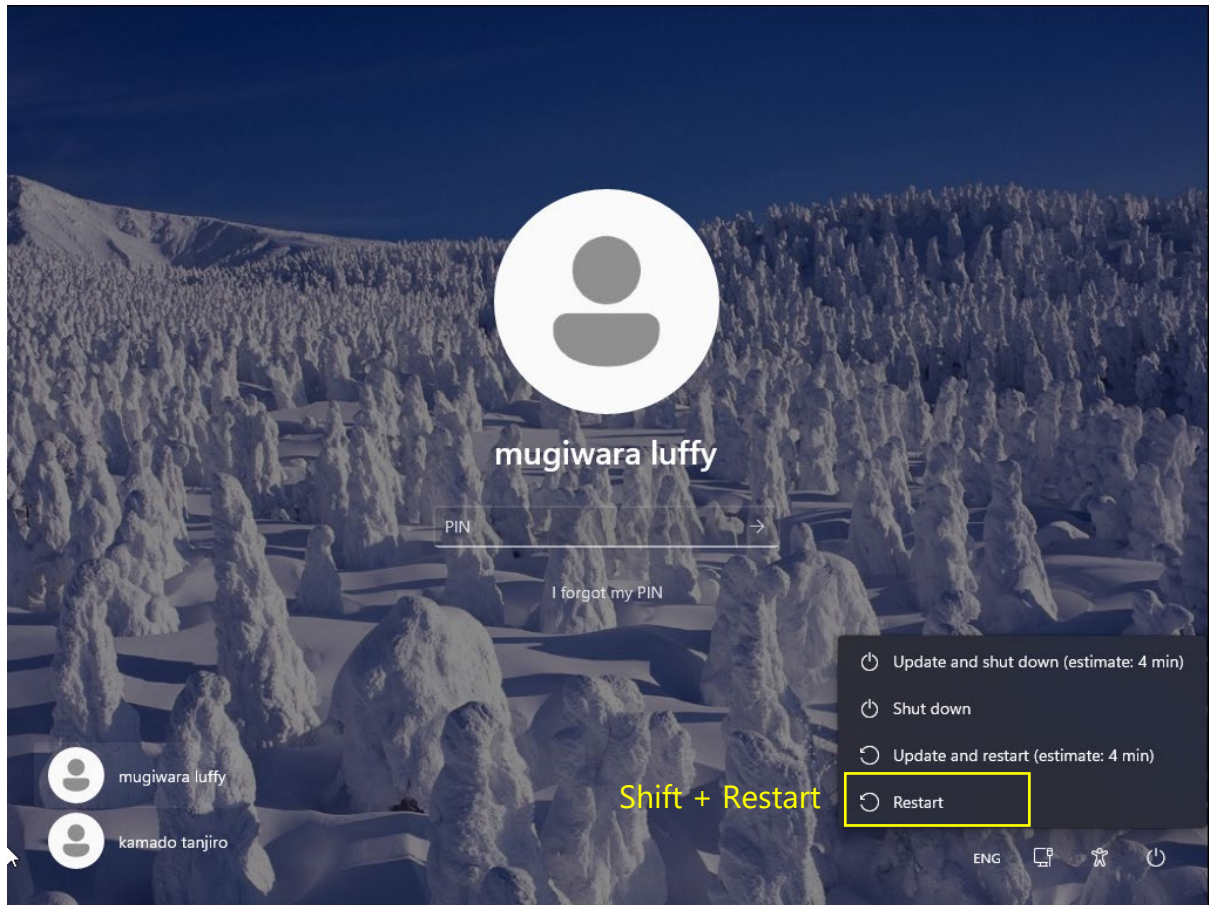 mugiwara luffy
PIN
I forgot my PIN
Update and shut down (estimate: 4 min)
Shut down
Update and restart (estimate: 4 min)
Shift + Restart
Restart
mugiwara luffy
kamado tanjiro
ENG